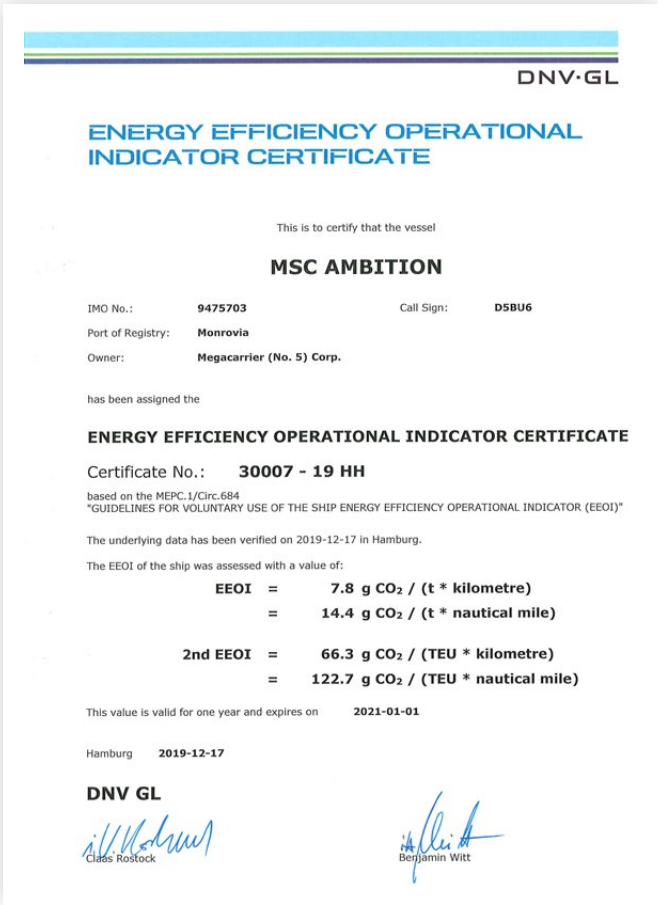 DNV·GL
ENERGY EFFICIENCY OPERATIONAL
INDICATOR CERTIFICATE
This is to certify that the vessel
MSC AMBITION
IMO No.: 9475703 Call Sign: D5BU6
Port of Registry: Monrovia
Owner: Megacarrier (No. 5) Corp.
has been assigned the
ENERGY EFFICIENCY OPERATIONAL INDICATOR CERTIFICATE
Certificate No.: 30007 - 19 HH
based on the MEPC.1/Circ.684
"GUIDELINES FOR VOLUNTARY USE OF THE SHIP ENERGY EFFICIENCY OPERATIONAL INDICATOR (EEOI)"
The underlying data has been verified on 2019-12-17 in Hamburg.
The EEOI of the ship was assessed with a value of:
EEOI = 7.8 g CO₂ / (t * kilometre)
= 14.4 g CO₂ / (t * nautical mile)
2nd EEOI = 66.3 g CO₂ / (TEU * kilometre)
= 122.7 g CO₂ / (TEU * nautical mile)
This value is valid for one year and expires on 2021-01-01
Hamburg 2019-12-17
DNV GL
Claas Rostock Benjamin Witt